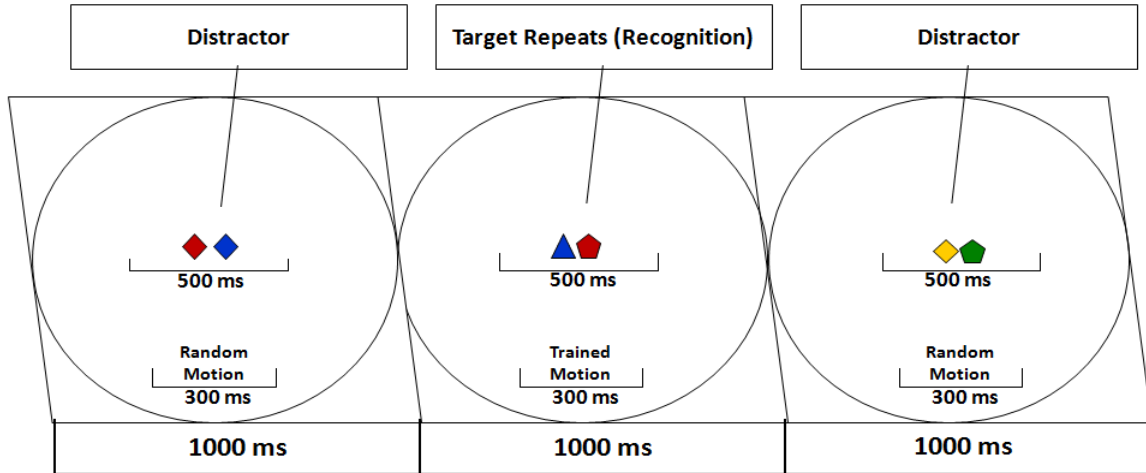 Distractor
Target Repeats (Recognition)
Distractor
500 ms
500 ms
500 ms
Random
Motion
300 ms
Trained
Motion
300 ms
Random
Motion
300 ms
1000 ms
1000 ms
1000 ms